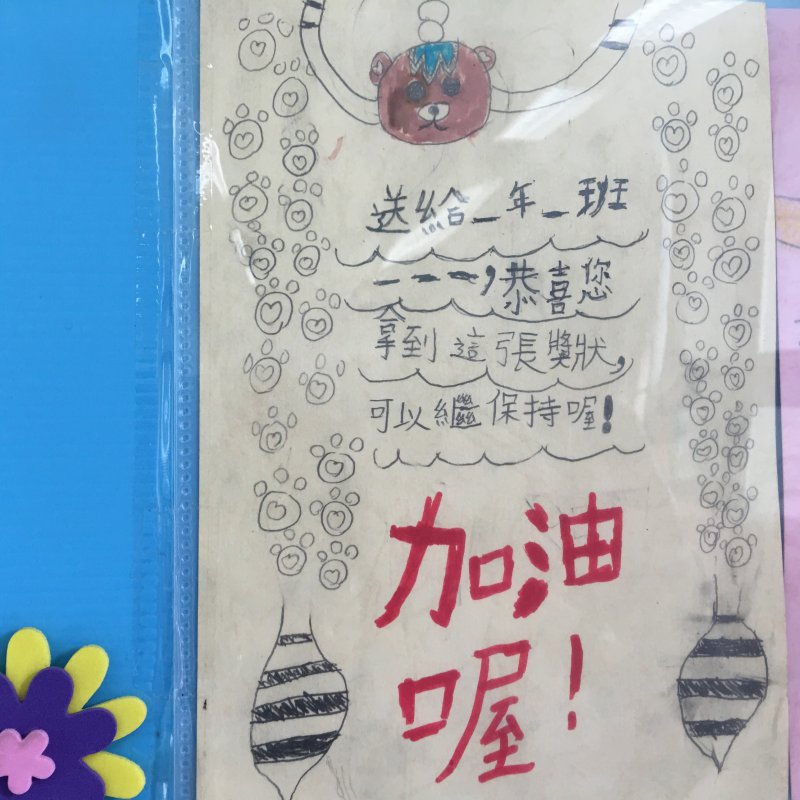 送給_年_班
_ _ _,恭喜您
拿到這張獎狀,
可以繼保持喔!
加油
喔!